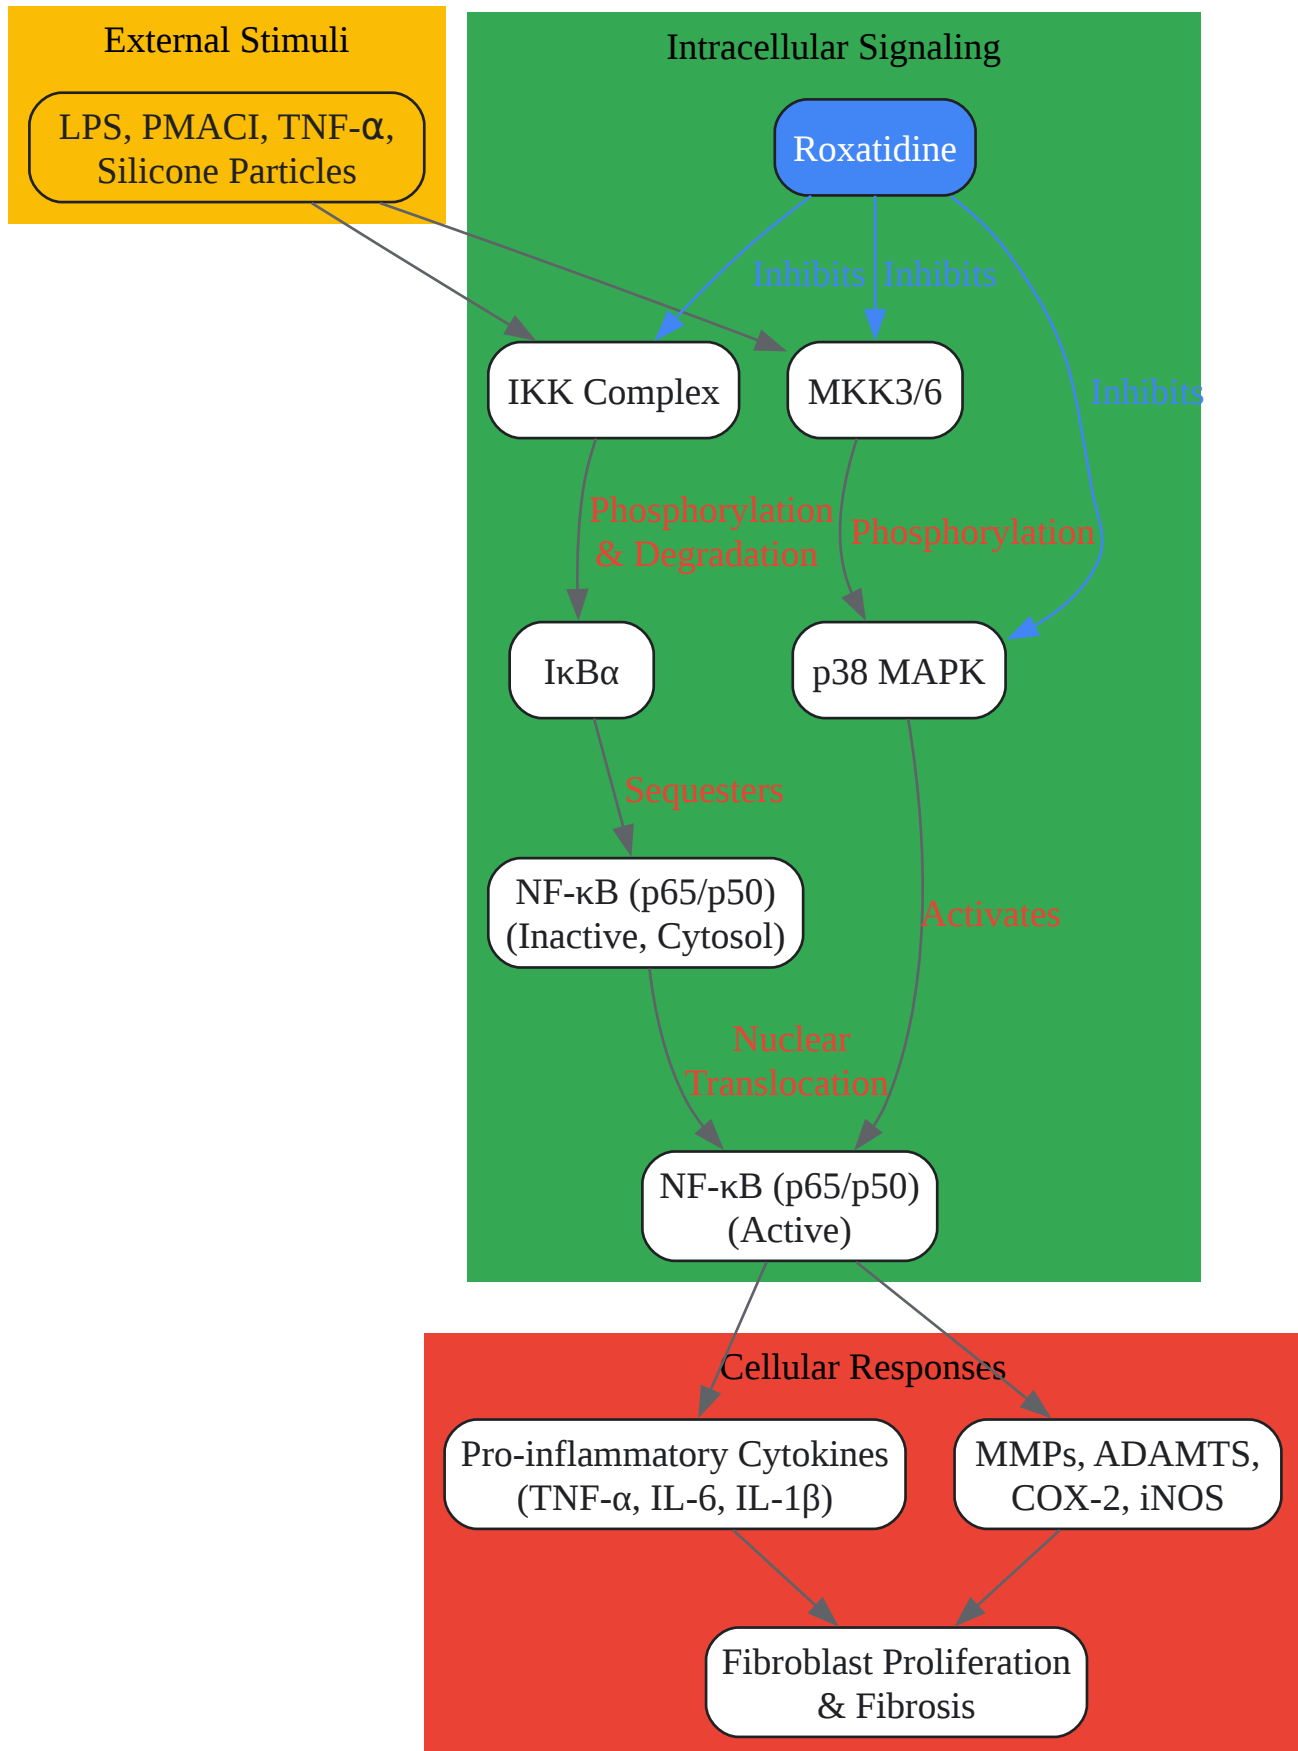 External Stimuli
LPS, PMACI, TNF-α,
Silicone Particles
Intracellular Signaling
Roxatidine
Inhibits
Inhibits
Inhibits
IKK Complex
MKK3/6
Phosphorylation
& Degradation
Phosphorylation
IκBα
p38 MAPK
Sequesters
NF-κB (p65/p50)
(Inactive, Cytosol)
Activates
Nuclear
Translocation
NF-κB (p65/p50)
(Active)
Cellular Responses
Pro-inflammatory Cytokines
(TNF-α, IL-6, IL-1β)
MMPs, ADAMTS,
COX-2, iNOS
Fibroblast Proliferation
& Fibrosis